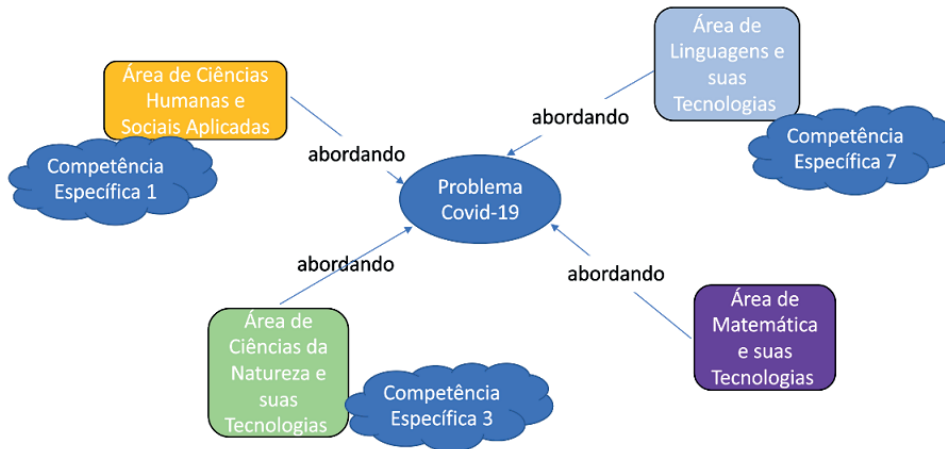 Área de Ciências
Humanas e
Sociais Aplicadas
Competência
Específica 1
abordando
Área de
Linguagens e
suas
Tecnologias
Competência
Específica 7
abordando
Problema
Covid-19
abordando
Área de
Ciências da
Natureza e
suas
Tecnologias
Competência
Específica 3
abordando
Área de
Matemática
e suas
Tecnologias